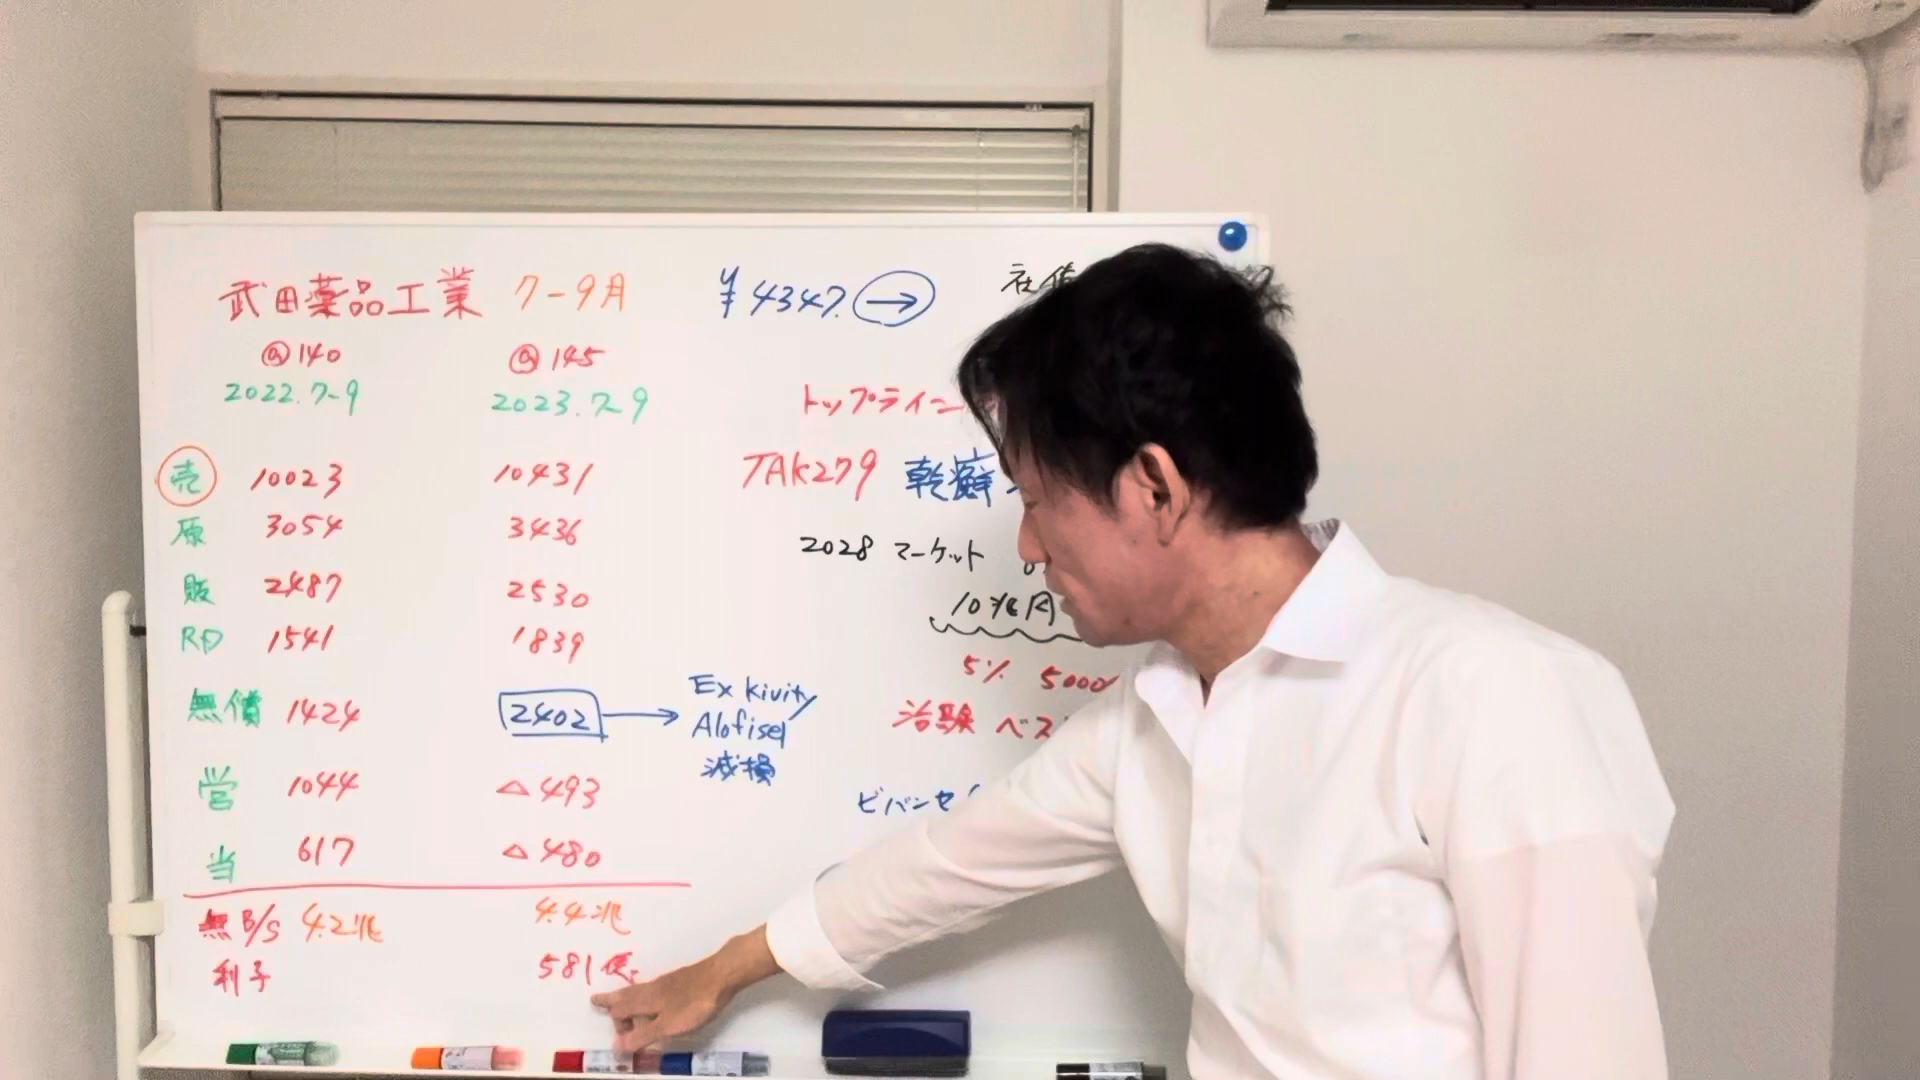 武田薬品工業 7-9月 ¥4347. →
社債
@140 @145
2022.7-9 2023.7-9
トップライン
売 10023 10431
TAK279 乾癬
原 3054 3436
2028 マーケット
販 2487 2530
10兆円
RD 1541 1839
5% 5000
無償 1424 2402 → Exkivity
Alofisel
減損
治験 ベス
営 1044 △493
ビバンセ
当 617 △480
無B/S 4.2兆 4.4兆
利子 581億